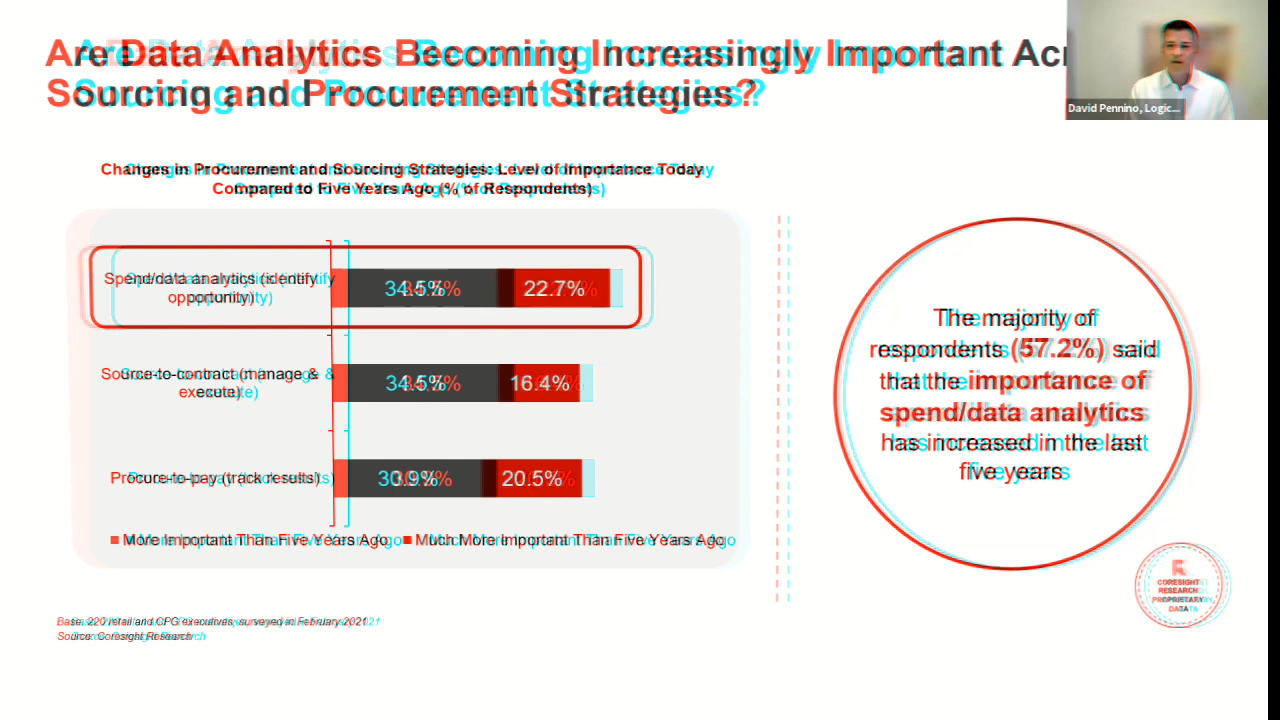 Are Data Analytics Becoming Increasingly Important Acr
Sourcing and Procurement Strategies?
David Pennino, Logic...
Changes in Procurement and Sourcing Strategies: Level of Importance Today
Compared to Five Years Ago (% of Respondents)
Spend/data analytics (identify
opportunity)
34.5%
22.7%
Source-to-contract (manage &
execute)
34.5%
16.4%
Procure-to-pay (track results)
30.9%
20.5%
More Important Than Five Years Ago
Much More Important Than Five Years Ago
The majority of
respondents (57.2%) said
that the importance of
spend/data analytics
has increased in the last
five years
R
CORESIGHT
RESEARCH
PROPRIETARY
DATA
Base: 220 retail and CPG executives, surveyed in February 2021
Source: Coresight Research